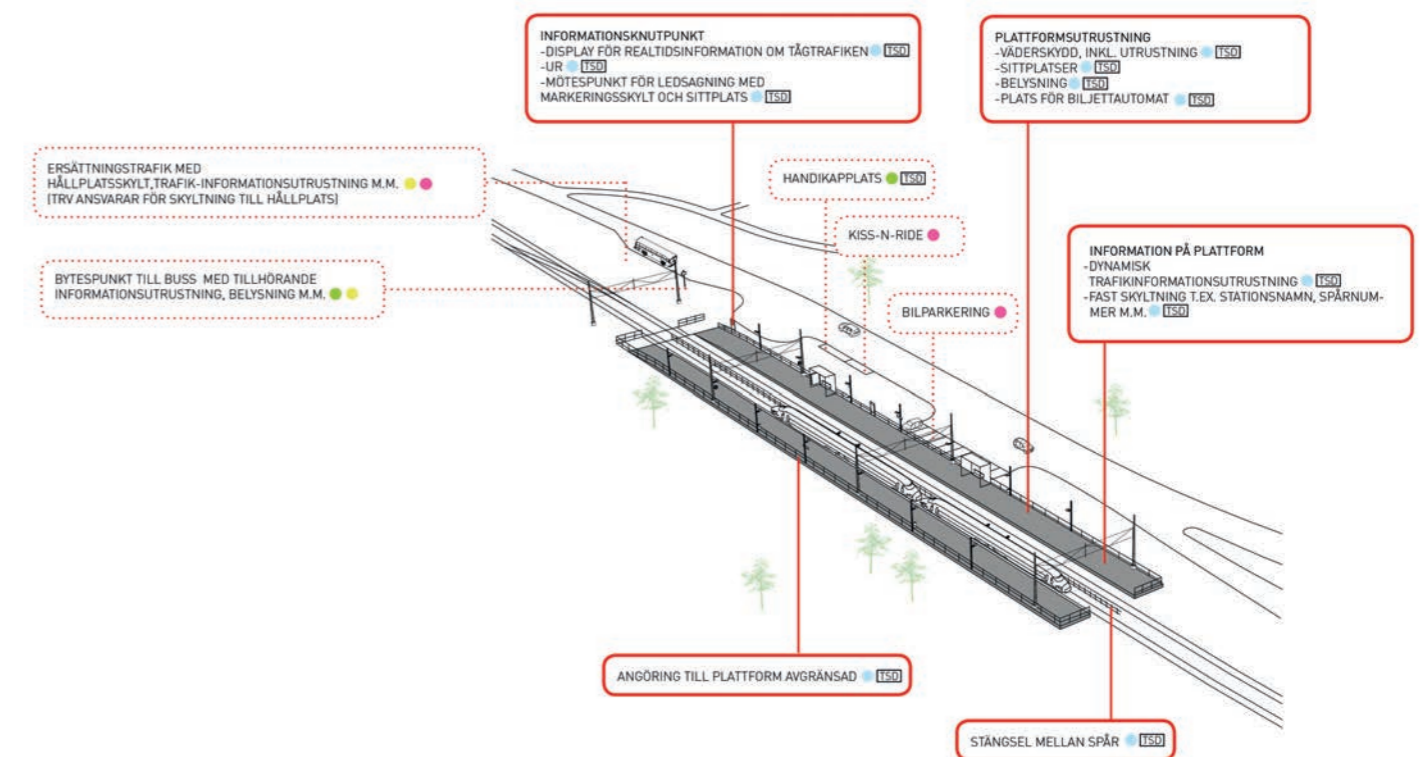 INFORMATIONSKNUTPUNKT
-DISPLAY FÖR REALTIDSINFORMATION OM TÅGTRAFIKEN TSD
-UR TSD
-MÖTESPUNKT FÖR LEDSAGNING MED
MARKERINGSSKYLT OCH SITTPLATS TSD
PLATTFORMSUTRUSTNING
-VÄDERSKYDD, INKL. UTRUSTNING TSD
-SITTPLATSER TSD
-BELYSNING TSD
-PLATS FÖR BILJETTAUTOMAT TSD
ERSÄTTNINGSTRAFIK MED
HÅLLPLATSSKYLT,TRAFIK-INFORMATIONSUTRUSTNING M.M.
(TRV ANSVARAR FÖR SKYLTNING TILL HÅLLPLATS)
HANDIKAPPLATS TSD
KISS-N-RIDE
BYTESPUNKT TILL BUSS MED TILLHÖRANDE
INFORMATIONSUTRUSTNING, BELYSNING M.M.
BILPARKERING
INFORMATION PÅ PLATTFORM
-DYNAMISK
TRAFIKINFORMATIONSUTRUSTNING TSD
-FAST SKYLTNING T.EX. STATIONSNAMN, SPÅRNUM-
MER M.M. TSD
ANGÖRING TILL PLATTFORM AVGRÄNSAD TSD
STÄNGSEL MELLAN SPÅR TSD